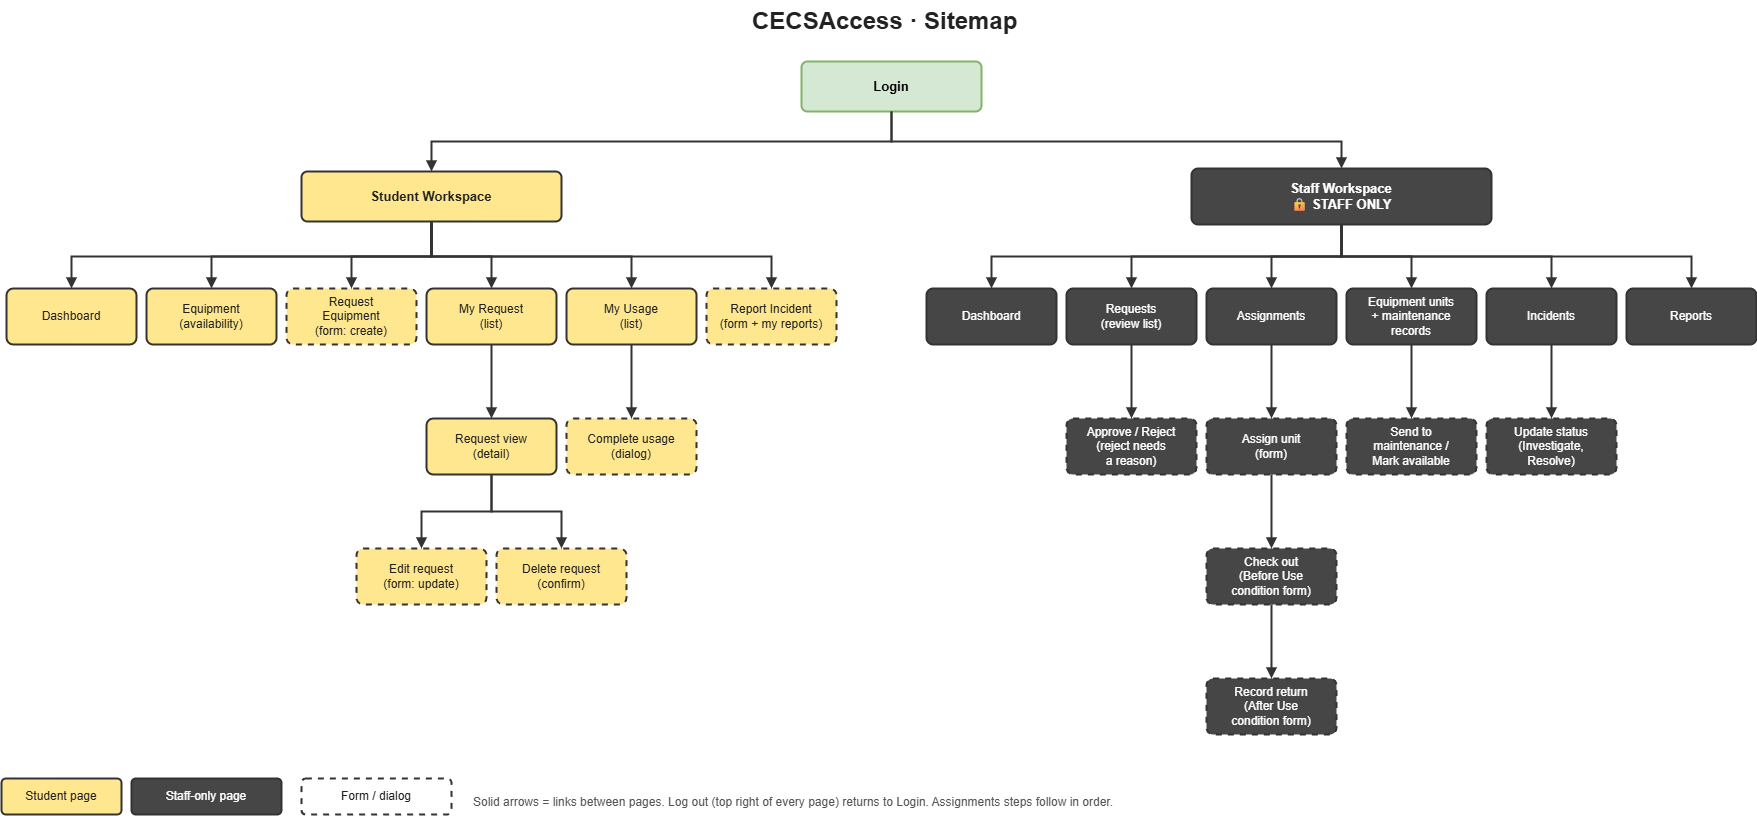 CECSAccess · Sitemap
Login
Student Workspace
Staff Workspace
🔒 STAFF ONLY
Dashboard
Equipment
(availability)
Request
Equipment
(form: create)
My Request
(list)
My Usage
(list)
Report Incident
(form + my reports)
Dashboard
Requests
(review list)
Assignments
Equipment units
+ maintenance
records
Incidents
Reports
Request view
(detail)
Complete usage
(dialog)
Approve / Reject
(reject needs
a reason)
Assign unit
(form)
Send to
maintenance /
Mark available
Update status
(Investigate,
Resolve)
Edit request
(form: update)
Delete request
(confirm)
Check out
(Before Use
condition form)
Record return
(After Use
condition form)
Student page
Staff-only page
Form / dialog
Solid arrows = links between pages. Log out (top right of every page) returns to Login. Assignments steps follow in order.